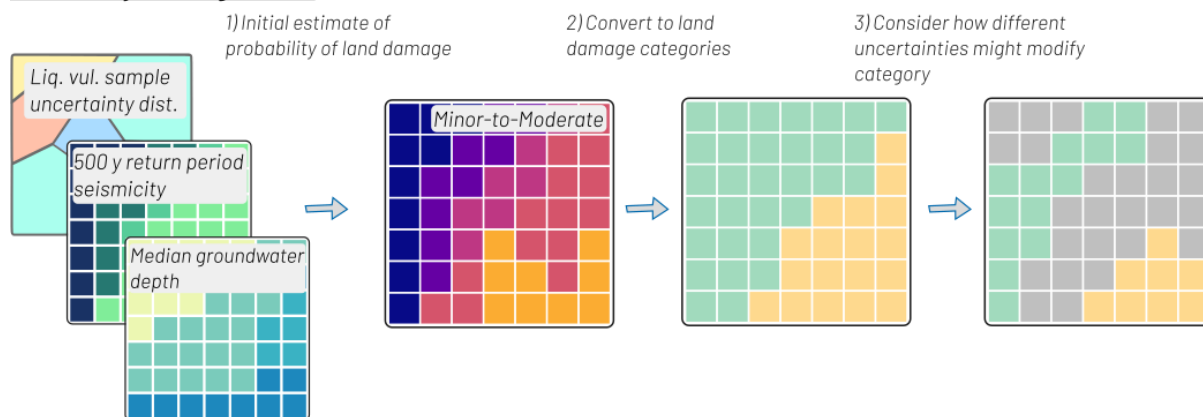 1) Initial estimate of
probability of land damage
2) Convert to land
damage categories
3) Consider how different
uncertainties might modify
category
Liq. vul. sample
uncertainty dist.
500 y return period
seismicity
Median groundwater
depth
Minor-to-Moderate